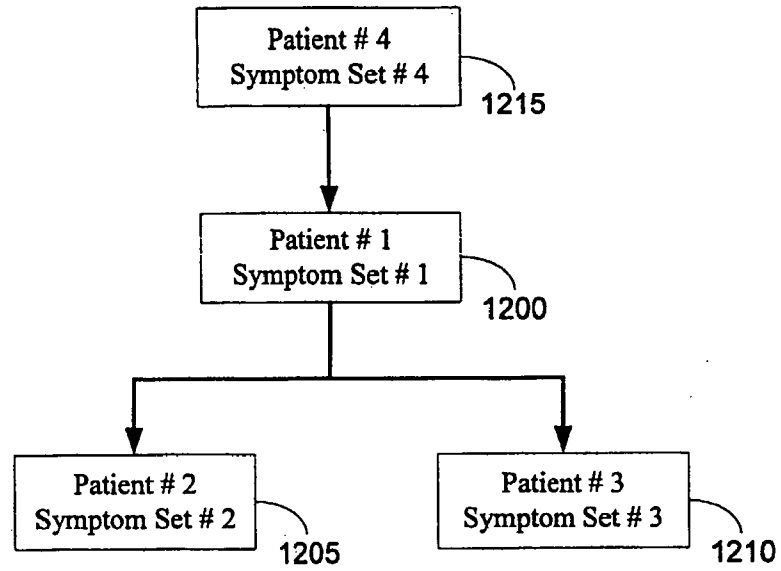 Patient # 4
Symptom Set # 4
1215
Patient # 1
Symptom Set # 1
1200
Patient # 2
Symptom Set # 2
1205
Patient # 3
Symptom Set # 3
1210